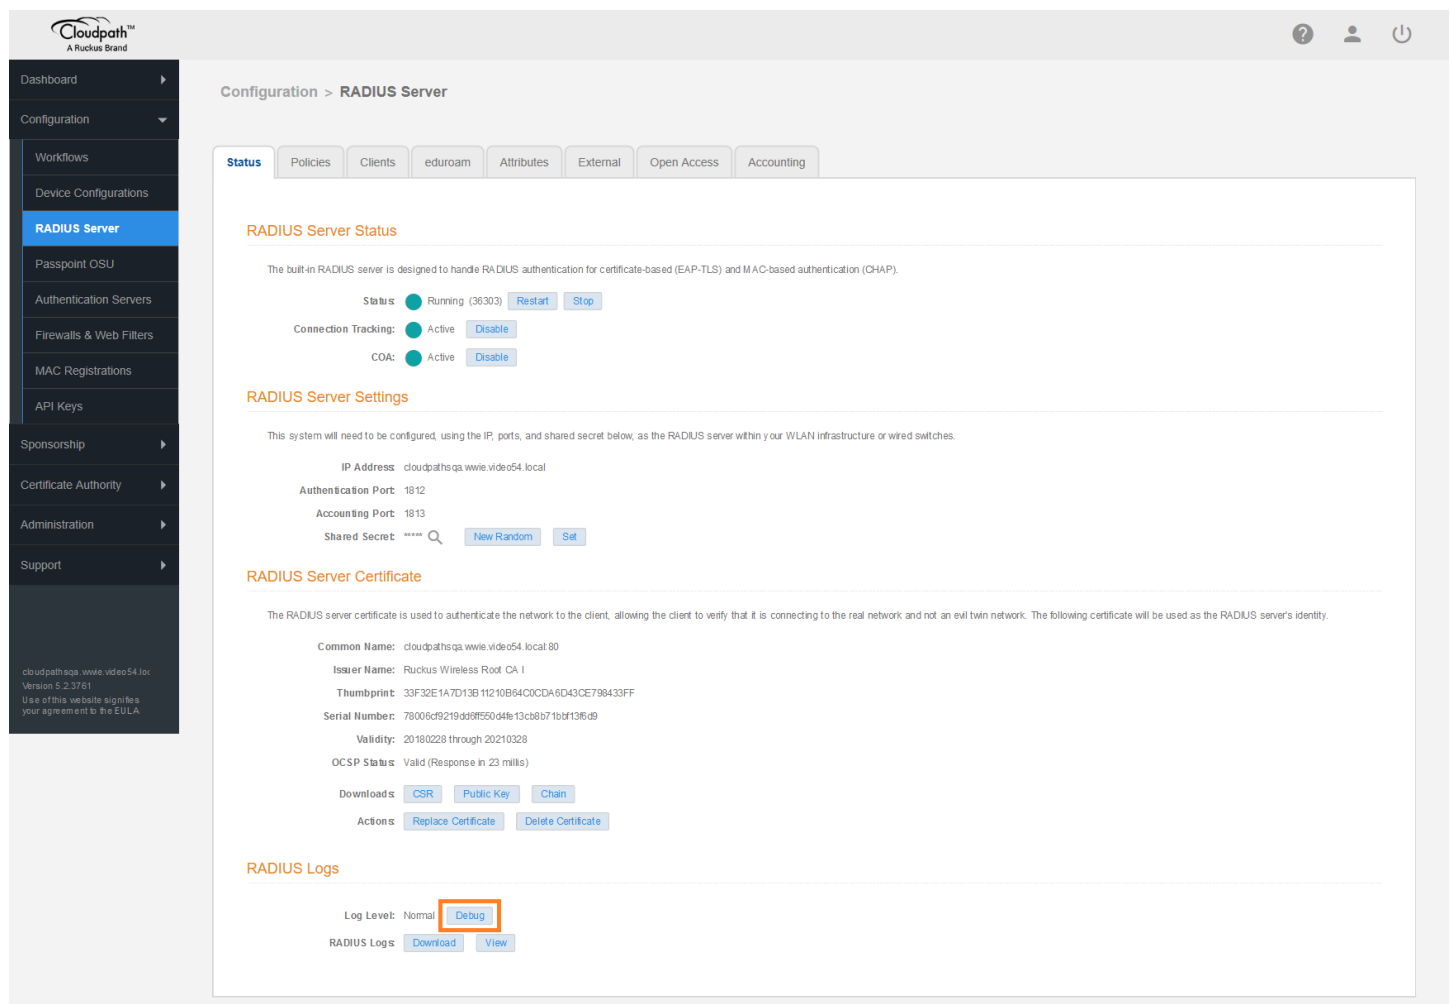 Cloudpath™
A Ruckus Brand
Dashboard
Configuration
Workflows
Device Configurations
RADIUS Server
Passpoint OSU
Authentication Servers
Firewalls & Web Filters
MAC Registrations
API Keys
Sponsorship
Certificate Authority
Administration
Support
cloudpathsqa.wwie.video54.loc
Version 5.2.3761
Use of this website signifies
your agreement to the EULA
Configuration > RADIUS Server
Status Policies Clients eduroam Attributes External Open Access Accounting
RADIUS Server Status
The built-in RADIUS server is designed to handle RADIUS authentication for certificate-based (EAP-TLS) and MAC-based authentication (CHAP).
Status: Running (36303) Restart Stop
Connection Tracking: Active Disable
COA: Active Disable
RADIUS Server Settings
This system will need to be configured, using the IP, ports, and shared secret below, as the RADIUS server within your WLAN infrastructure or wired switches.
IP Address: cloudpathsqa.wwie.video54.local
Authentication Port: 1812
Accounting Port: 1813
Shared Secret: ***** New Random Set
RADIUS Server Certificate
The RADIUS server certificate is used to authenticate the network to the client, allowing the client to verify that it is connecting to the real network and not an evil twin network. The following certificate will be used as the RADIUS server's identity.
Common Name: cloudpathsqa.wwie.video54.local:80
Issuer Name: Ruckus Wireless Root CA I
Thumbprint: 33F32E1A7D13B11210B64C0CDA6D43CE798433FF
Serial Number: 78006cf9219dd6ff550d4fe13cb8b71bbf13f6d9
Validity: 20180228 through 20210328
OCSP Status: Valid (Response in 23 millis)
Downloads: CSR Public Key Chain
Actions: Replace Certificate Delete Certificate
RADIUS Logs
Log Level: Normal Debug
RADIUS Logs: Download View